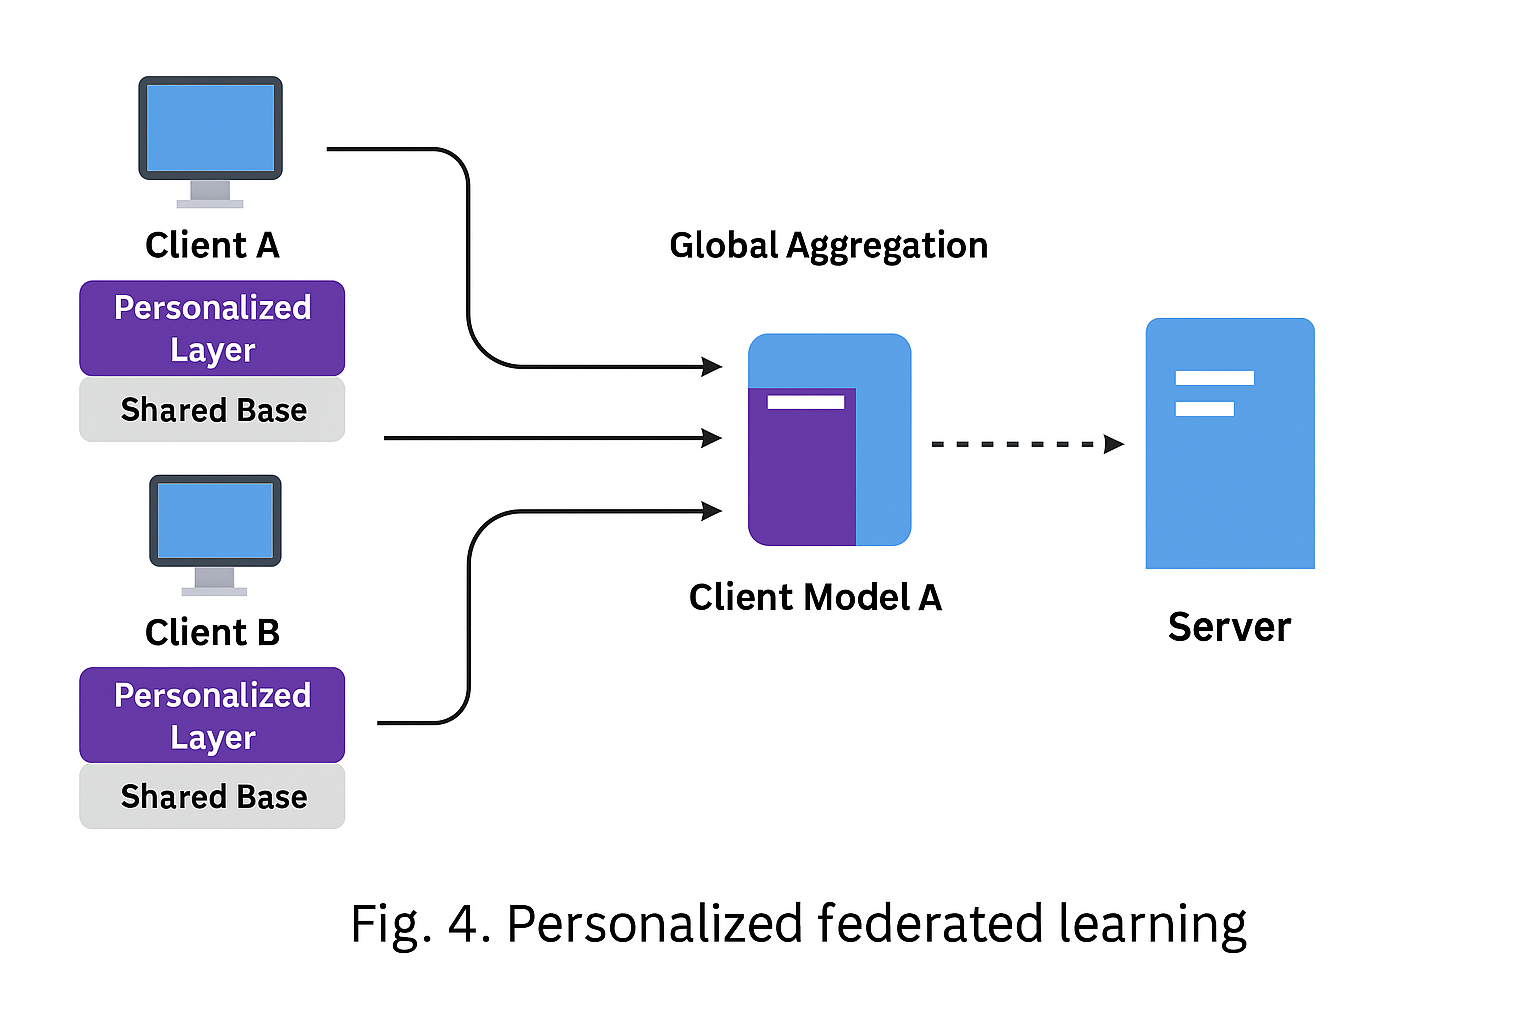 Client A
Personalized
Layer
Shared Base
Client B
Personalized
Layer
Shared Base
Global Aggregation
Client Model A
Server
Fig. 4. Personalized federated learning